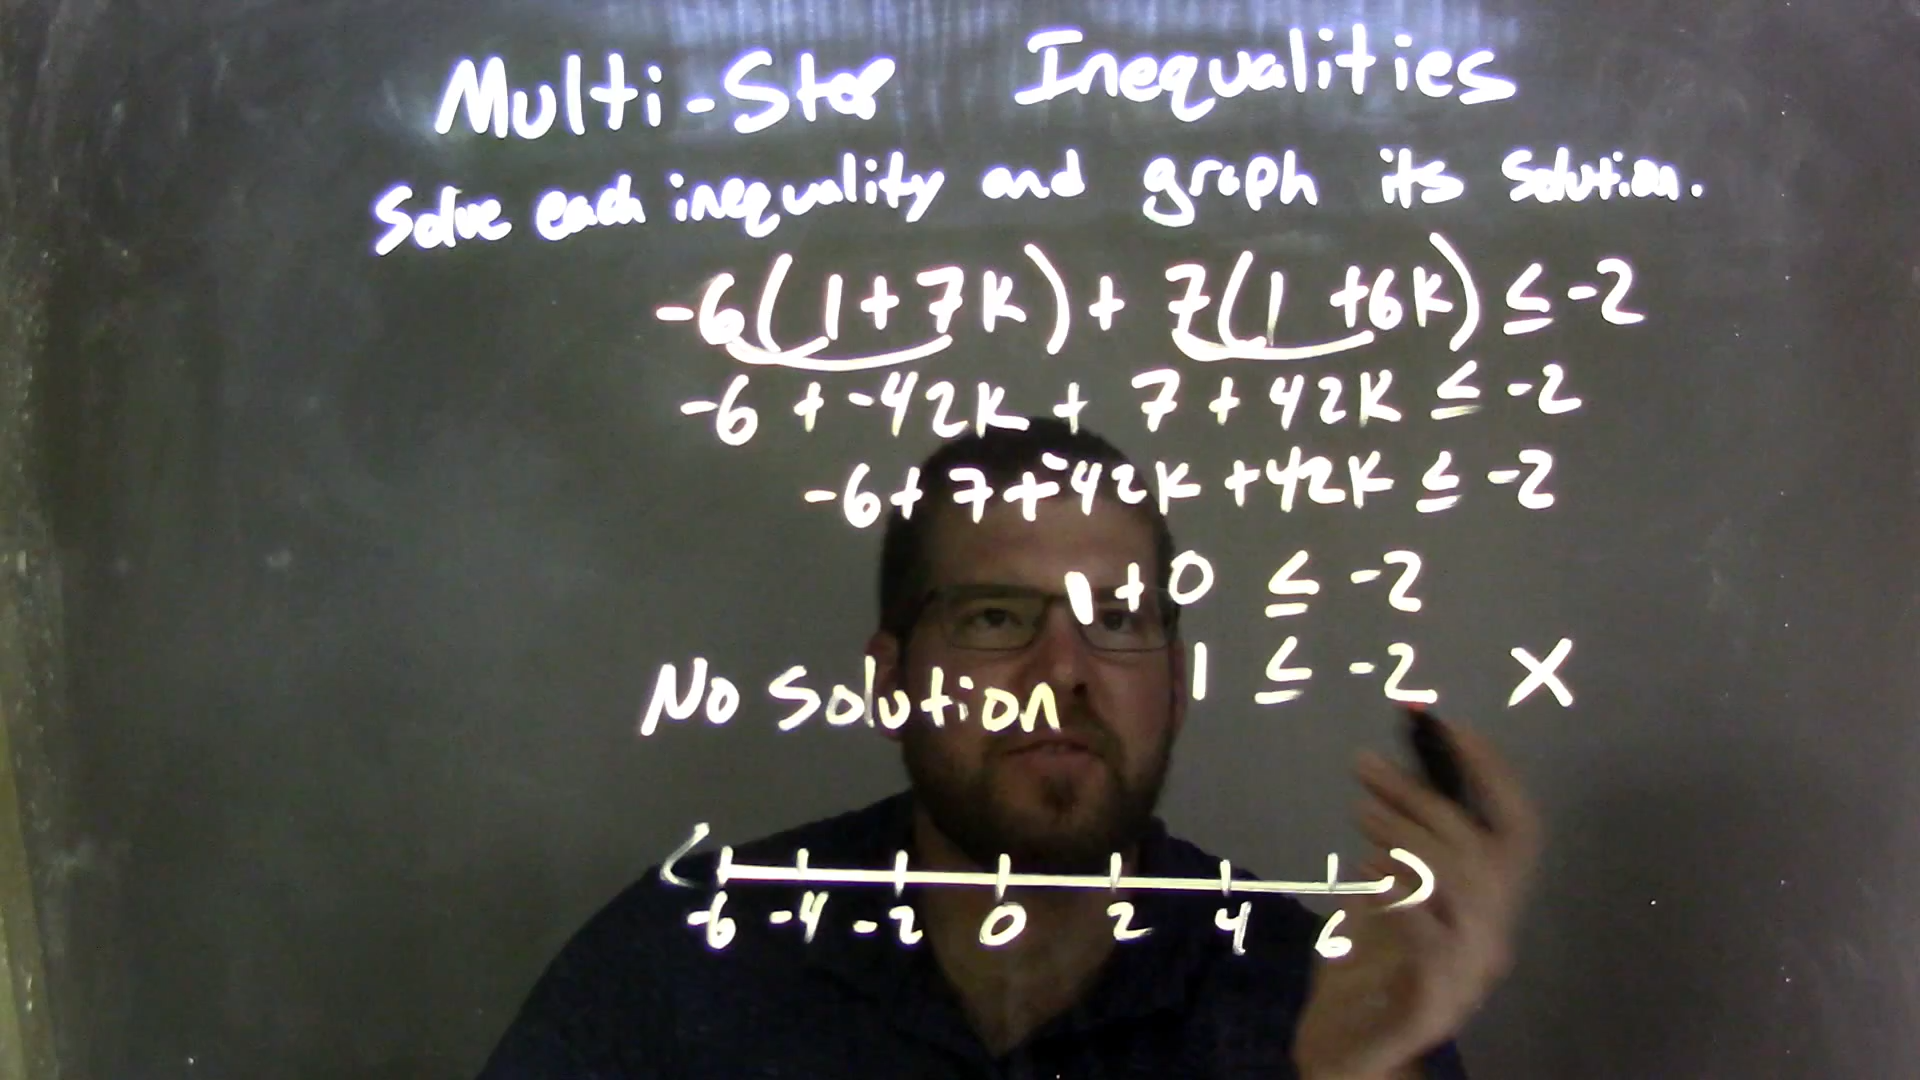 Multi-Step Inequalities
Solve each inequality and graph its solution.
-6(1+7k)+ 7(1+6k) ≤ -2
-6 + -42k + 7 + 42k ≤ -2
-6+ 7+ -42k +42k ≤ -2
1+0 ≤ -2
1 ≤ -2 X
No Solution
-6 -4 -2 0 2 4 6